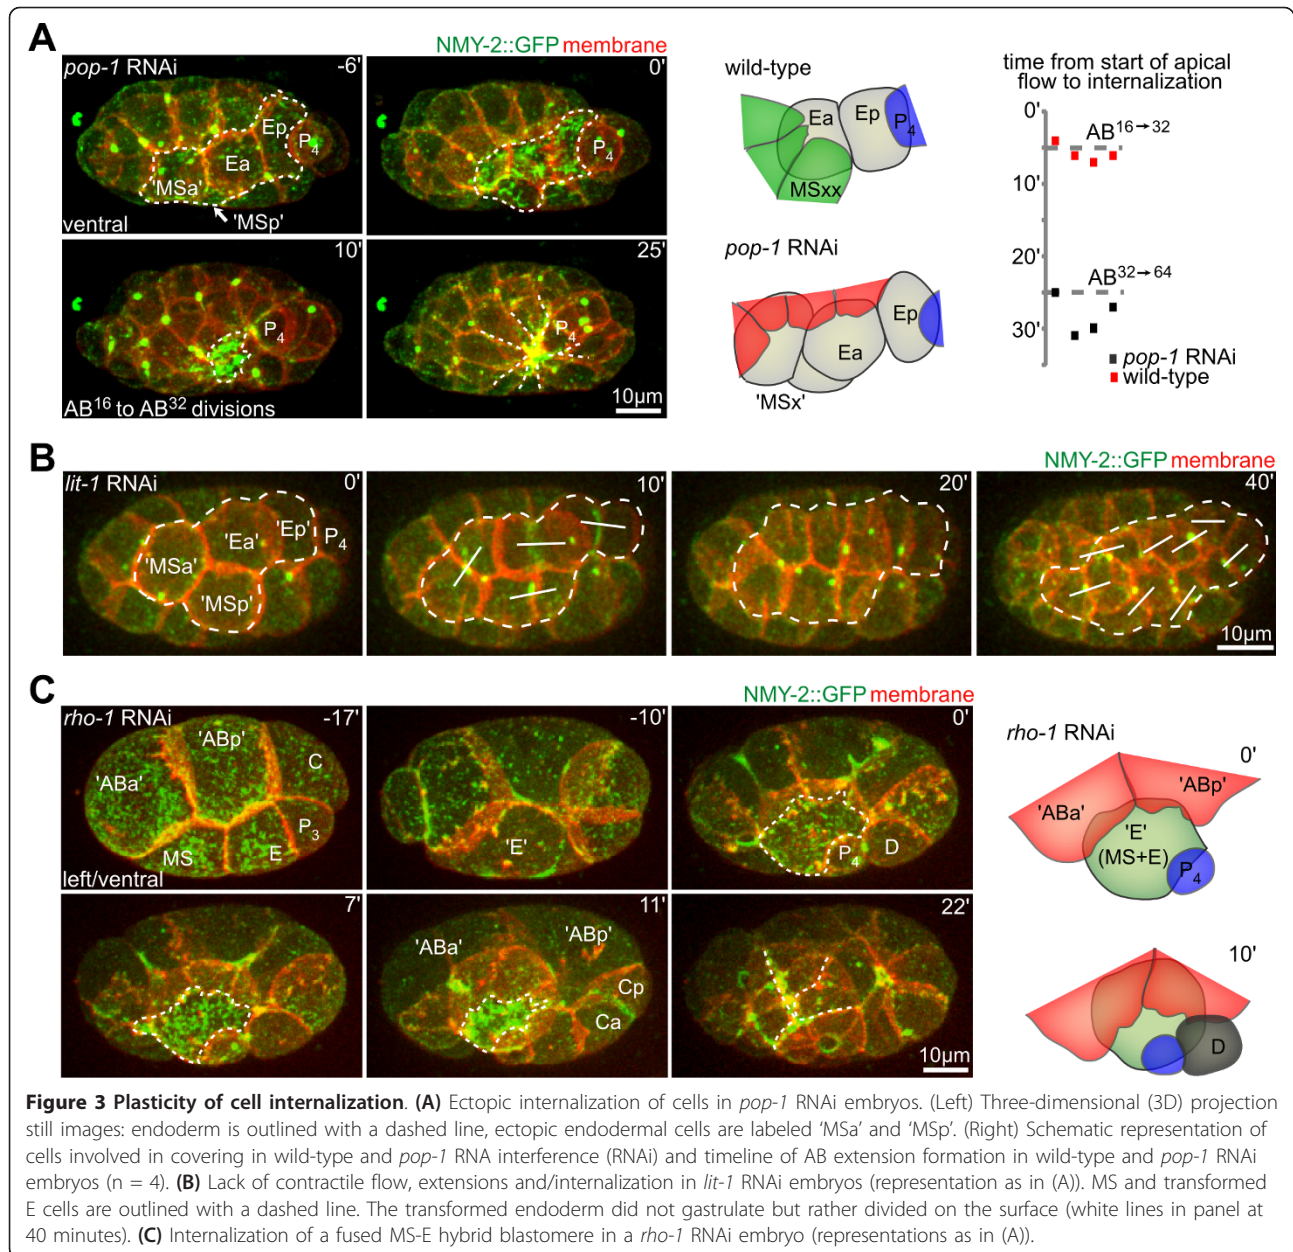 A
NMY-2::GFP membrane
pop-1 RNAi
-6'
Ep
P4
Ea
'MSa'
'MSp'
ventral
0'
P4
10'
P4
AB16 to AB32 divisions
25'
P4
10µm
wild-type
Ea
Ep
P4
MSxx
pop-1 RNAi
Ep
Ea
'MSx'
time from start of apical
flow to internalization
0'
AB16→32
10'
20'
AB32→64
30'
pop-1 RNAi
wild-type
B
NMY-2::GFP membrane
lit-1 RNAi
0'
'Ea'
'Ep'
P4
'MSa'
'MSp'
10'
20'
40'
10µm
C
NMY-2::GFP membrane
rho-1 RNAi
-17'
'ABp'
C
'ABa'
P3
MS
E
left/ventral
-10'
'E'
0'
P4
D
7'
11'
'ABa'
'ABp'
Cp
Ca
22'
10µm
rho-1 RNAi
0'
'ABp'
'ABa'
'E'
(MS+E)
P4
10'
D
Figure 3 Plasticity of cell internalization. (A) Ectopic internalization of cells in pop-1 RNAi embryos. (Left) Three-dimensional (3D) projection
still images: endoderm is outlined with a dashed line, ectopic endodermal cells are labeled ‘MSa’ and ‘MSp’. (Right) Schematic representation of
cells involved in covering in wild-type and pop-1 RNA interference (RNAi) and timeline of AB extension formation in wild-type and pop-1 RNAi
embryos (n = 4). (B) Lack of contractile flow, extensions and/internalization in lit-1 RNAi embryos (representation as in (A)). MS and transformed
E cells are outlined with a dashed line. The transformed endoderm did not gastrulate but rather divided on the surface (white lines in panel at
40 minutes). (C) Internalization of a fused MS-E hybrid blastomere in a rho-1 RNAi embryo (representations as in (A)).